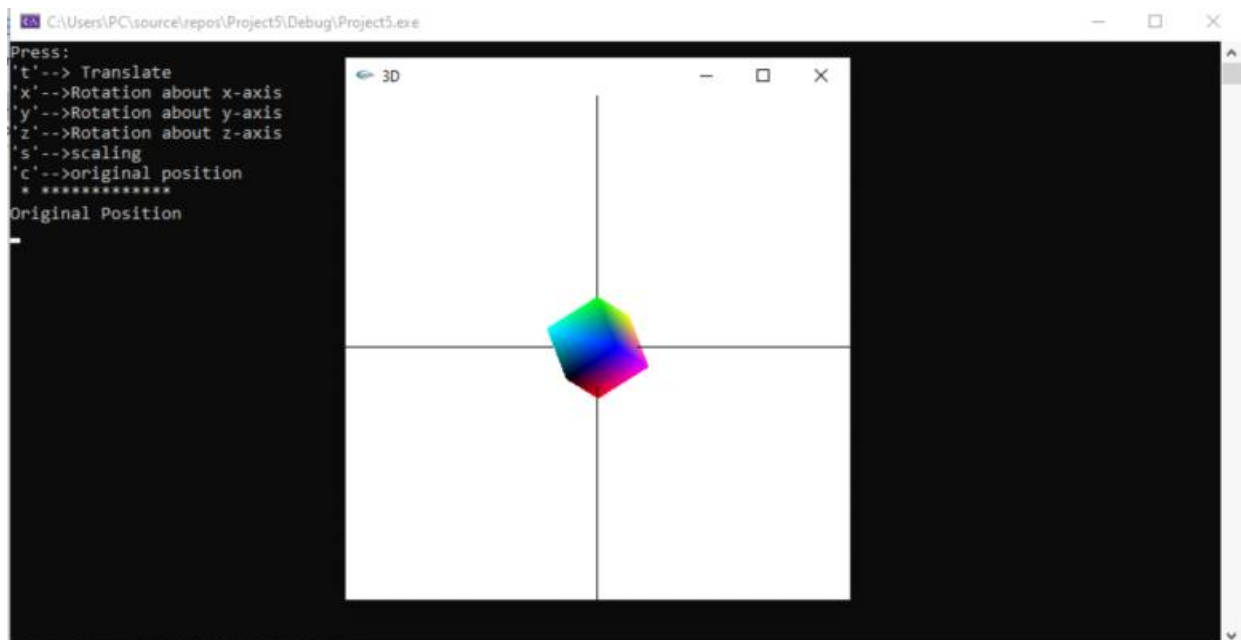 C:\Users\PC\source\repos\Project5\Debug\Project5.exe
Press:
't'--> Translate
'x'-->Rotation about x-axis
'y'-->Rotation about y-axis
'z'-->Rotation about z-axis
's'-->scaling
'c'-->original position
* *************
Original Position
3D